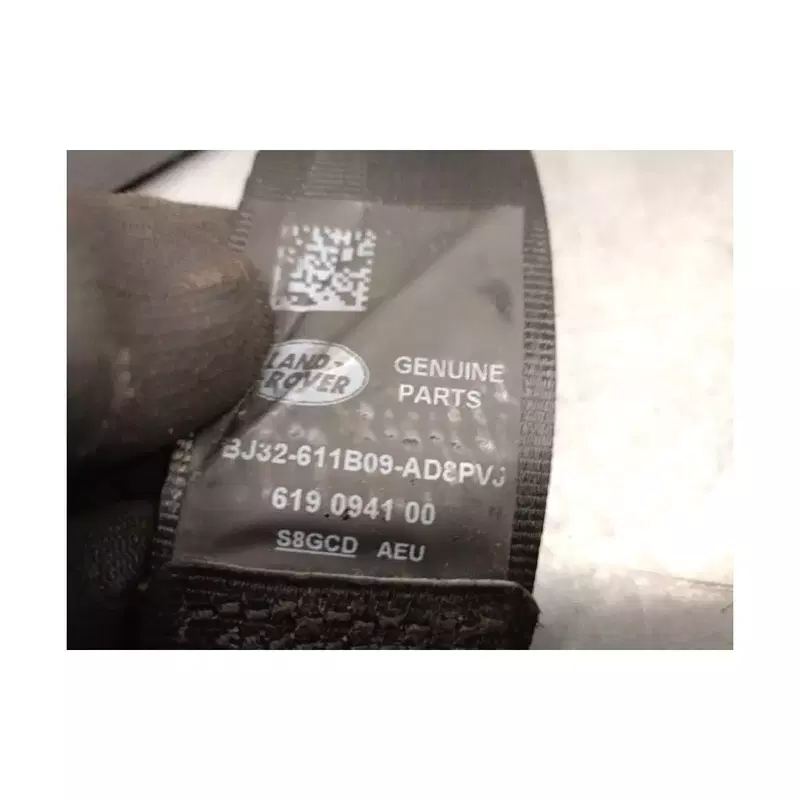 LAND-
ROVER
GENUINE
PARTS
BJ32-611B09-AD8PVJ
619 0941 00
S8GCD AEU